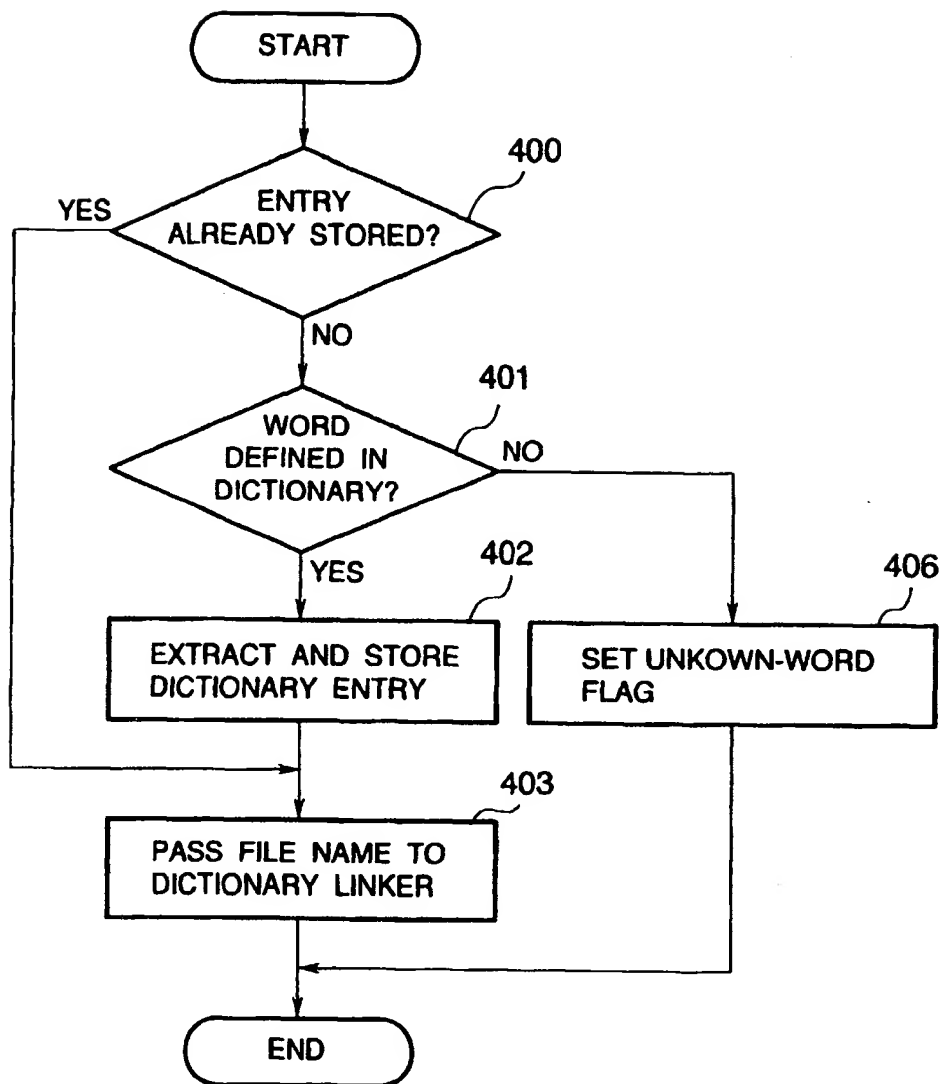 START
400
YES
ENTRY
ALREADY STORED?
NO
401
WORD
DEFINED IN
DICTIONARY?
NO
YES
402
406
EXTRACT AND STORE
DICTIONARY ENTRY
SET UNKOWN-WORD
FLAG
403
PASS FILE NAME TO
DICTIONARY LINKER
END